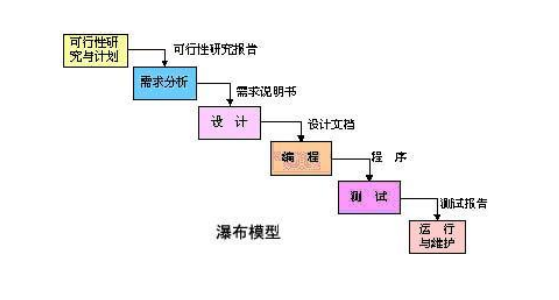 可行性研
究与计划
可行性研究报告
需求分析
需求说明书
设 计
设计文档
编 程
程 序
测 试
测试报告
运 行
与维护
瀑布模型